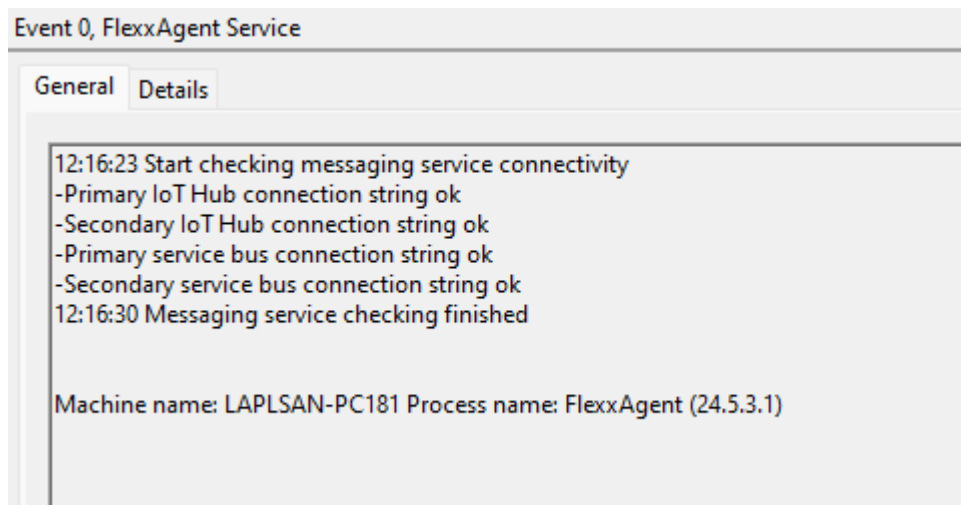 Event 0, FlexxAgent Service
General
Details
12:16:23 Start checking messaging service connectivity
-Primary IoT Hub connection string ok
-Secondary IoT Hub connection string ok
-Primary service bus connection string ok
-Secondary service bus connection string ok
12:16:30 Messaging service checking finished
Machine name: LAPLSAN-PC181 Process name: FlexxAgent (24.5.3.1)